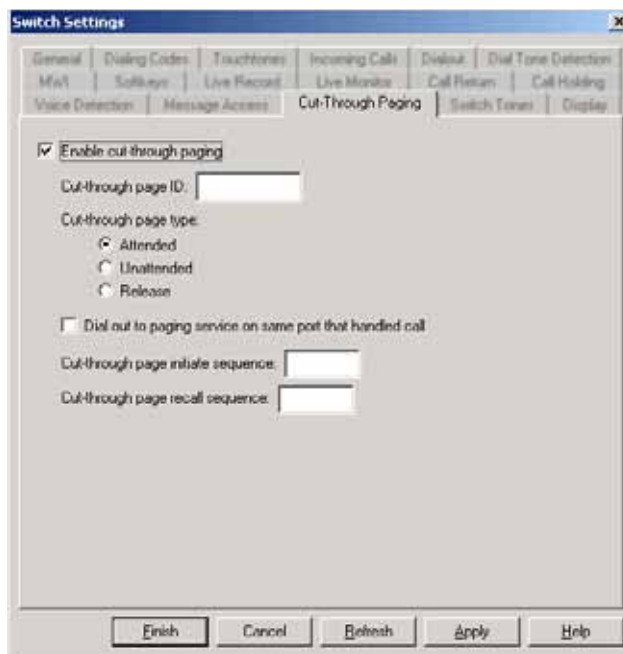 Switch Settings
General Dialing Codes Touchtones Incoming Calls Dialout Dial Tone Detection
MWI Softkeys Live Record Live Monitor Call Return Call Holding
Voice Detection Message Access Cut-Through Paging Switch Tones Display
Enable cut-through paging
Cut-through page ID:
Cut-through page type:
Attended
Unattended
Release
Dial out to paging service on same port that handled call
Cut-through page initiate sequence:
Cut-through page recall sequence:
Finish Cancel Refresh Apply Help